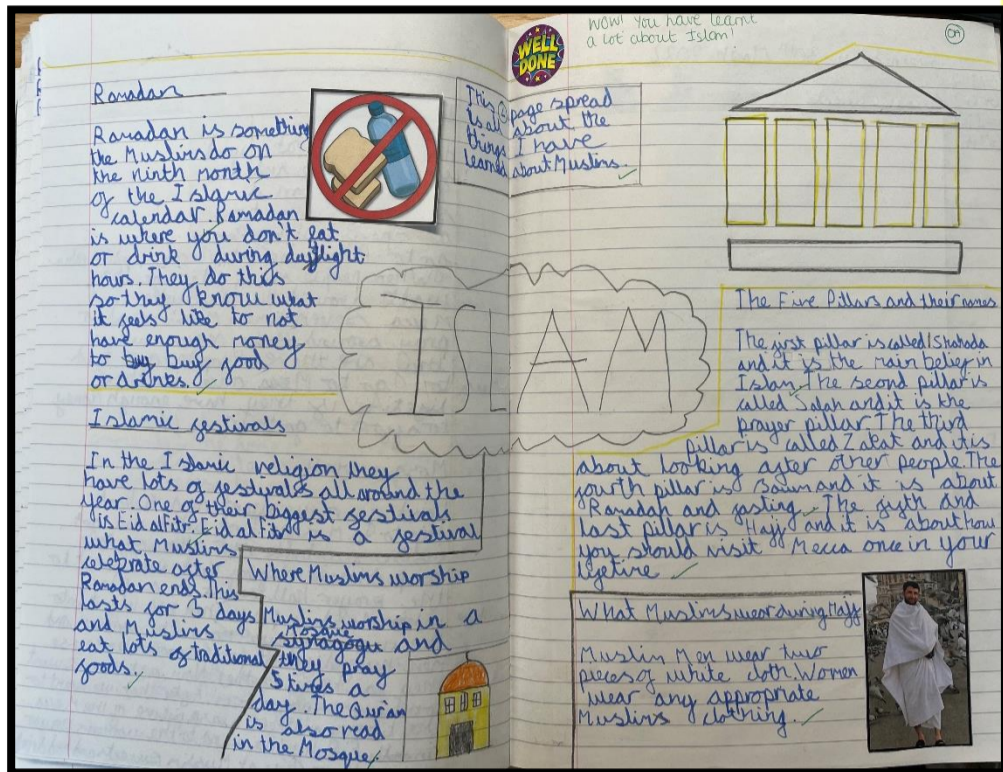 WOW! You have learnt
a lot about Islam!
WELL
DONE
Ramadan
Ramadan is something
the Muslims do on
the ninth month
of the Islamic
calendar. Ramadan
is where you don't eat
or drink during daylight
hours. They do this
so they know what
it feels like to not
have enough money
to buy buy food
or drinks.
Islamic festivals
In the Islamic religion they
have lots of festivals all around the
year. One of their biggest festivals
is Eid al Fitr. Eid al Fitr is a festival
what Muslims
celebrate after
Ramadan ends. This
lasts for 3 days
and Muslims
eat lots of traditional
foods.
This 2 page spread
is all about the
things I have
learned about Muslims.
ISLAM
Where Muslims worship
Muslims worship in a
Mosque
synagogu and
they pray
5 times a
day. The Qur'an
is also read
in the Mosque.
The Five Pillars and their names
The first pillar is called Shahada
and it is the main belief in
Islam. The second pillar is
called Salah and it is the
prayer pillar. The third
pillar is called Zakat and it is
about looking after other people. The
fourth pillar is Sawm and it is about
Ramadan and fasting. The fifth and
last pillar is Hajj and it is about how
you should visit Mecca once in your
lifetime
What Muslims wear during Hajj
Muslim Men wear two
pieces of white cloth. Women
wear any appropriate
Muslims clothing.